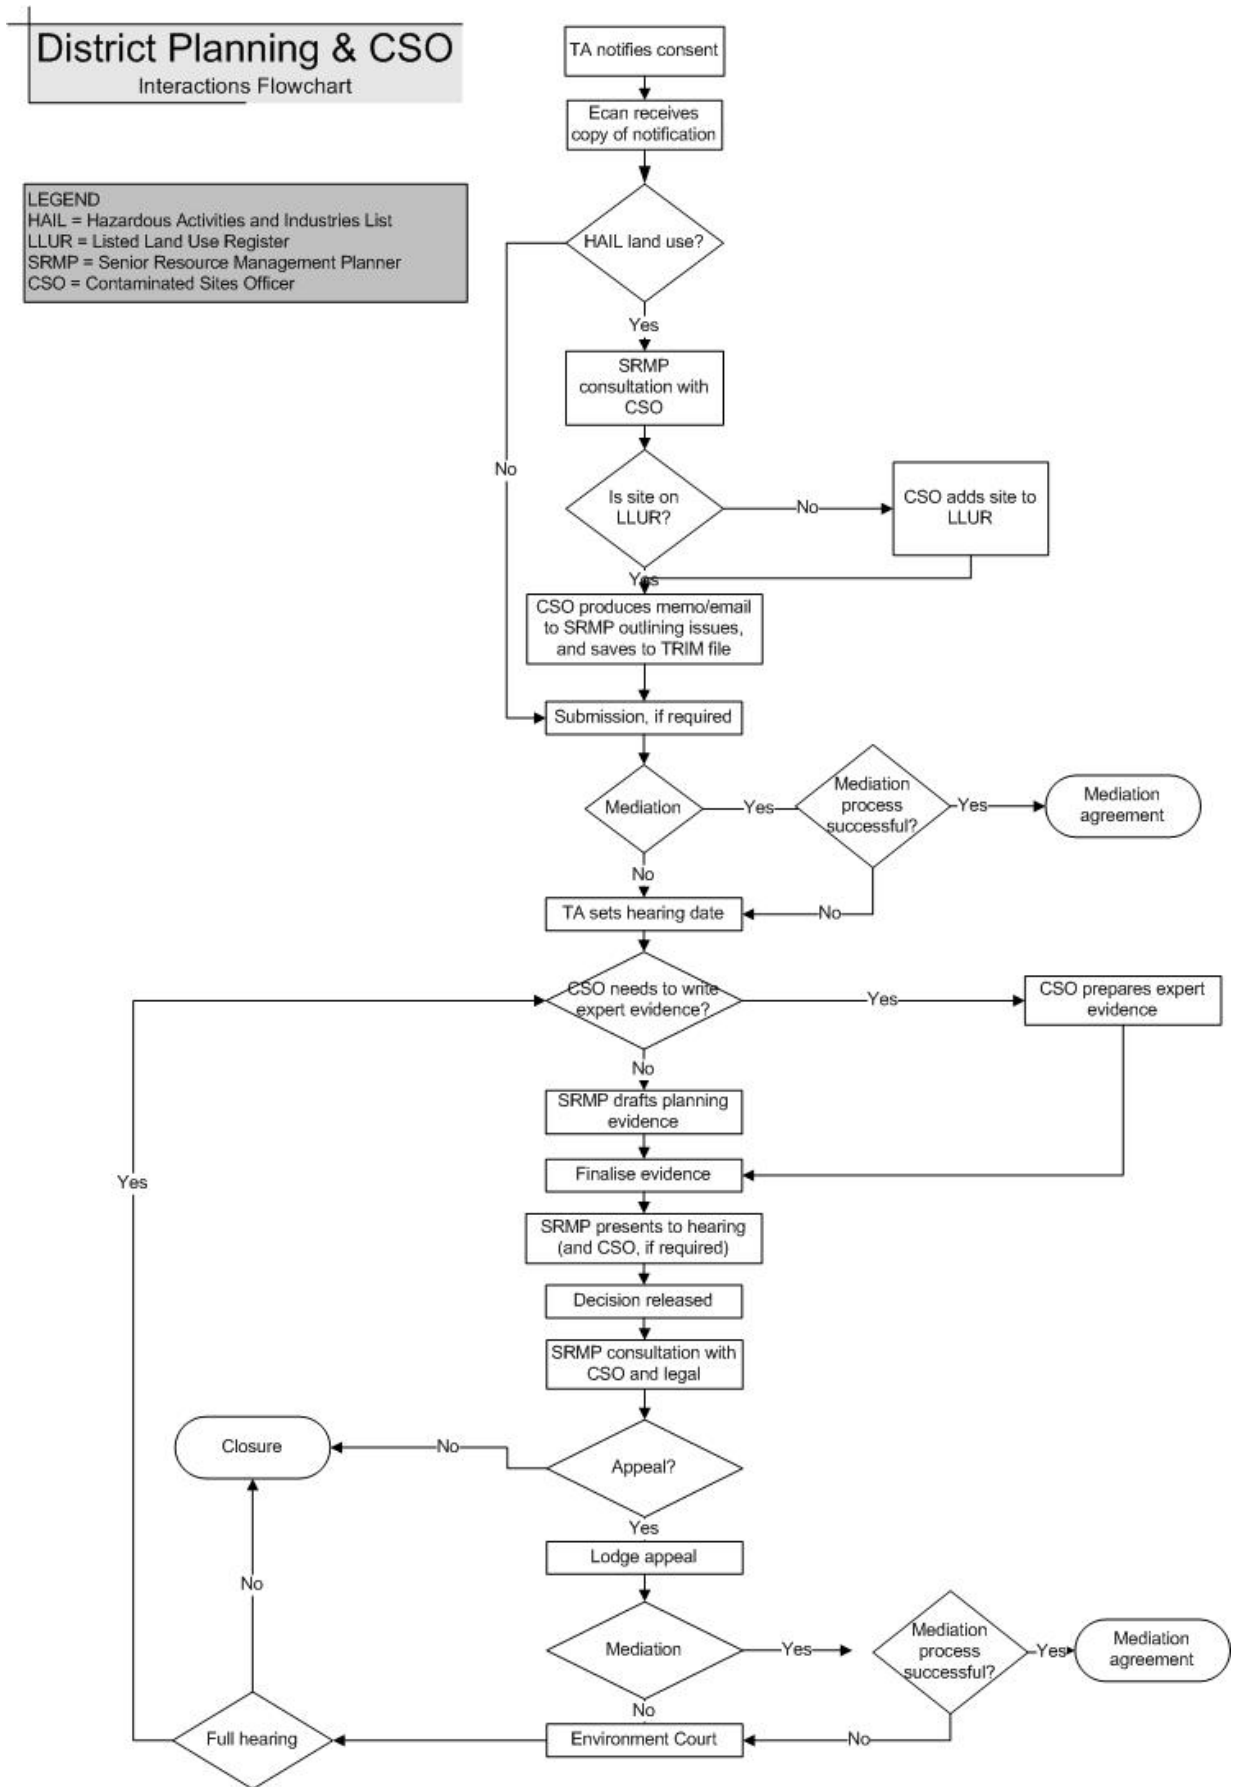 District Planning & CSO
Interactions Flowchart
LEGEND
HAIL = Hazardous Activities and Industries List
LLUR = Listed Land Use Register
SRMP = Senior Resource Management Planner
CSO = Contaminated Sites Officer
TA notifies consent
Ecan receives
copy of notification
HAIL land use?
Yes
No
SRMP
consultation with
CSO
Is site on
LLUR?
No
CSO adds site to
LLUR
Yes
CSO produces memo/email
to SRMP outlining issues,
and saves to TRIM file
Submission, if required
Mediation
Yes
Mediation
process
successful?
Yes
Mediation
agreement
No
No
TA sets hearing date
CSO needs to write
expert evidence?
Yes
CSO prepares expert
evidence
No
SRMP drafts planning
evidence
Finalise evidence
Yes
SRMP presents to hearing
(and CSO, if required)
Decision released
SRMP consultation with
CSO and legal
Appeal?
No
Closure
Yes
Lodge appeal
No
Mediation
Yes
Mediation
process
successful?
Yes
Mediation
agreement
No
No
Environment Court
Full hearing